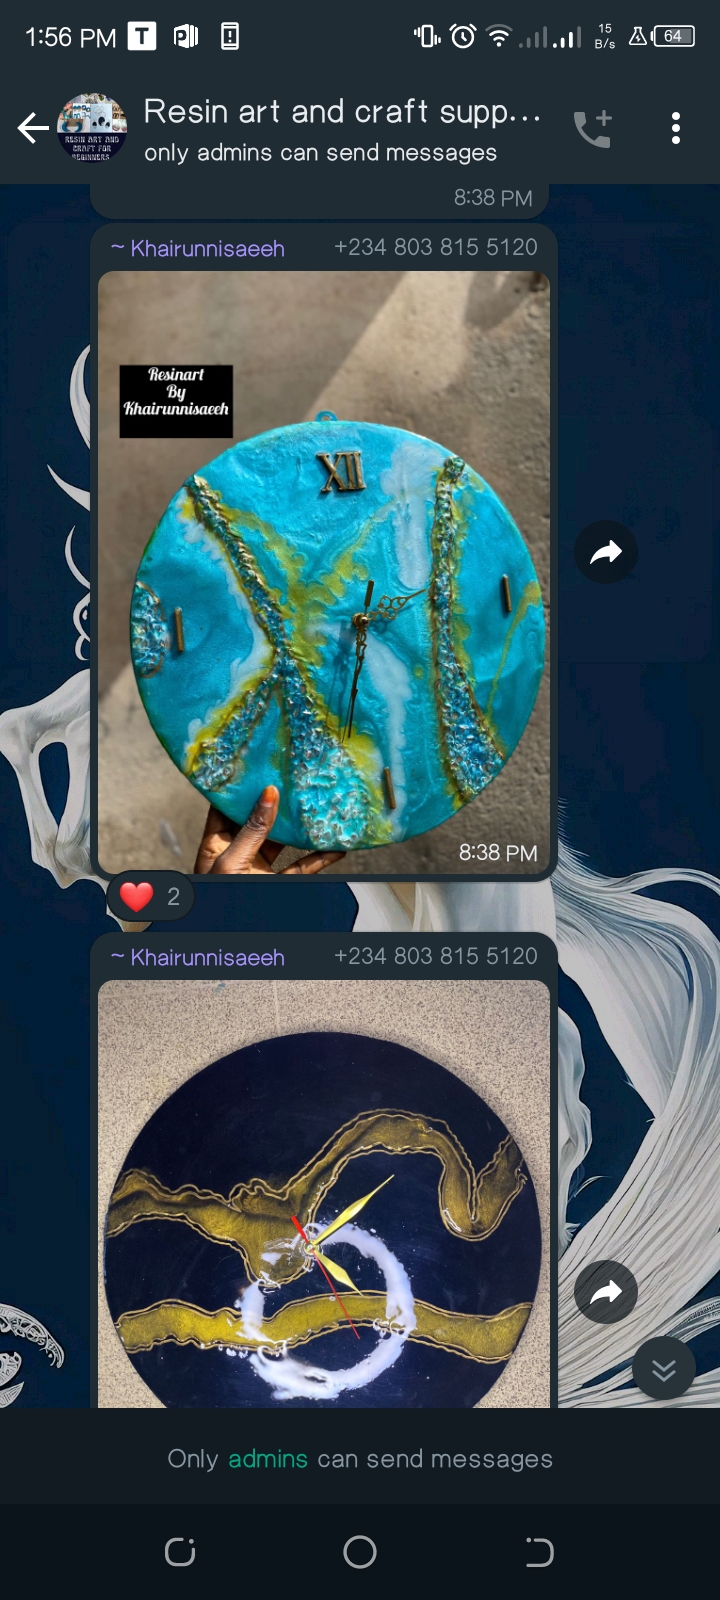 1:56 PM T 15 B/s 64
Resin art and craft supp...
only admins can send messages
RESIN ART AND
CRAFT FOR
BEGINNERS
8:38 PM
~ Khairunnisaeeh +234 803 815 5120
Resinart
By
Khairunnisaeeh
XII
8:38 PM
2
~ Khairunnisaeeh +234 803 815 5120
Only admins can send messages